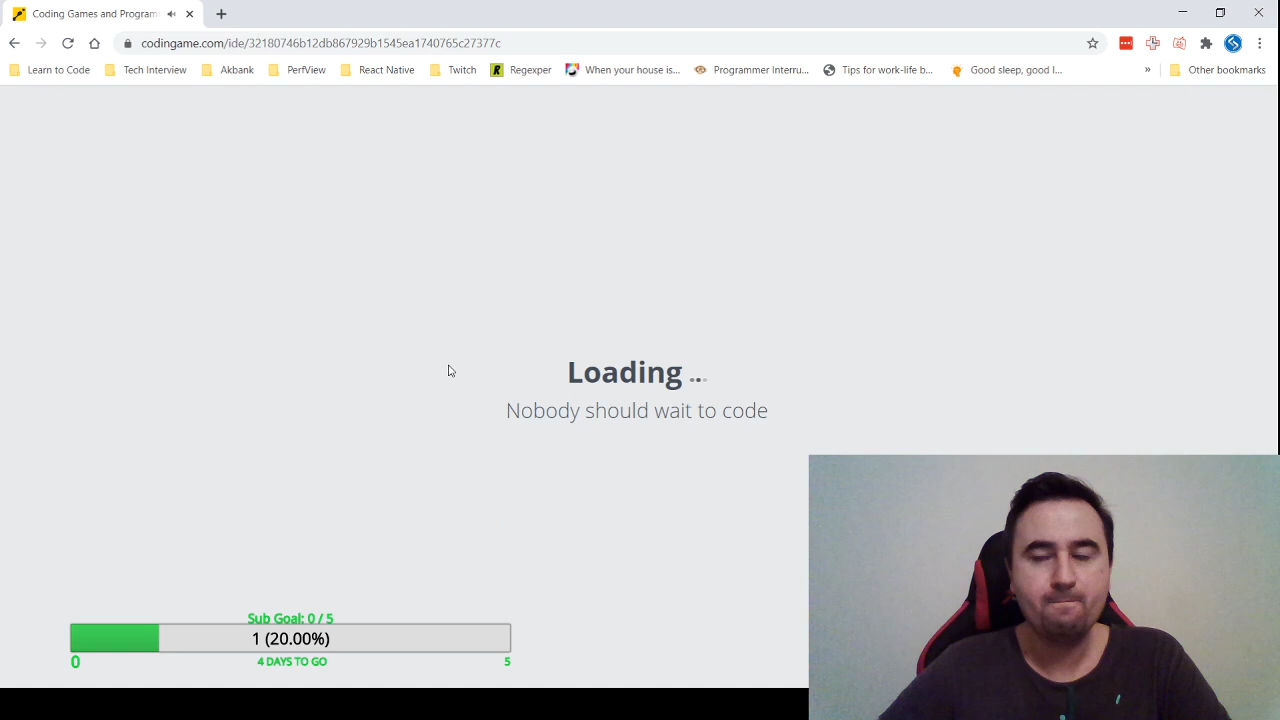 Coding Games and Program
codingame.com/ide/32180746b12db867929b1545ea1740765c27377c
Learn to Code
Tech Interview
Akbank
PerfView
React Native
Twitch
R
Regexper
When your house is...
Programmer Interru...
Tips for work-life b...
Good sleep, good l...
»
Other bookmarks
Loading ...
Nobody should wait to code
Sub Goal: 0 / 5
1 (20.00%)
0
4 DAYS TO GO
5